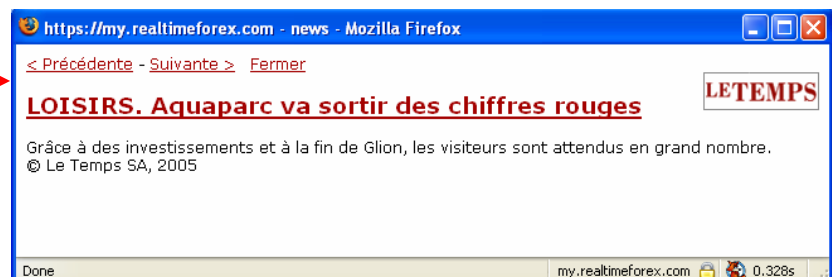 https://my.realtimeforex.com - news - Mozilla Firefox
< Précédente - Suivante > Fermer
LETEMPS
LOISIRS. Aquaparc va sortir des chiffres rouges
Grâce à des investissements et à la fin de Glion, les visiteurs sont attendus en grand nombre.
© Le Temps SA, 2005
Done my.realtimeforex.com 0.328s